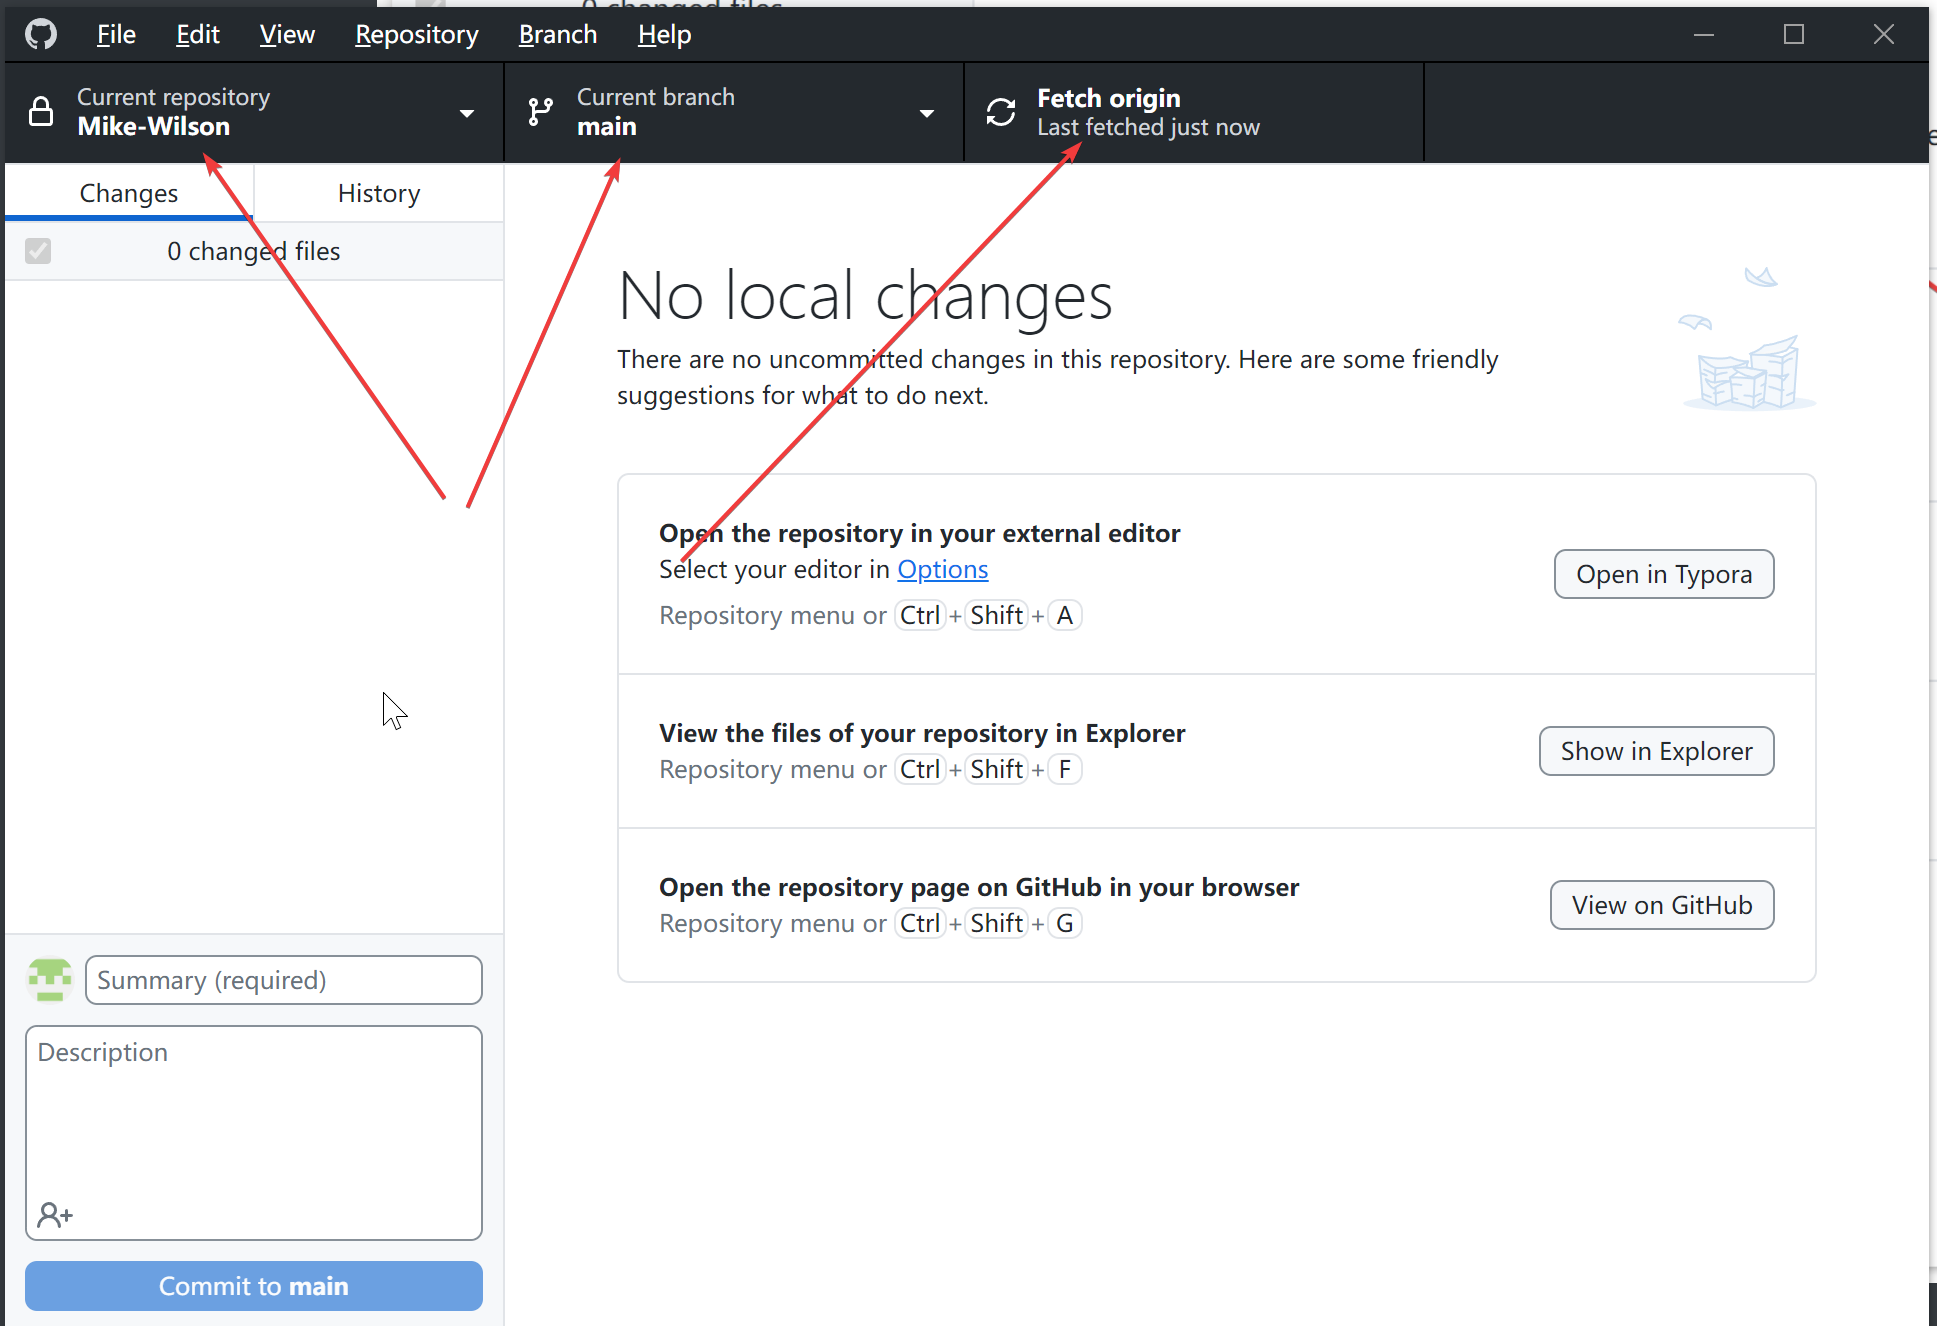 0 changed files
File Edit View Repository Branch Help
Current repository
Mike-Wilson
Current branch
main
Fetch origin
Last fetched just now
Changes
History
0 changed files
No local changes
There are no uncommitted changes in this repository. Here are some friendly
suggestions for what to do next.
Open the repository in your external editor
Select your editor in Options
Repository menu or Ctrl + Shift + A
Open in Typora
View the files of your repository in Explorer
Repository menu or Ctrl + Shift + F
Show in Explorer
Open the repository page on GitHub in your browser
Repository menu or Ctrl + Shift + G
View on GitHub
Summary (required)
Description
Commit to main